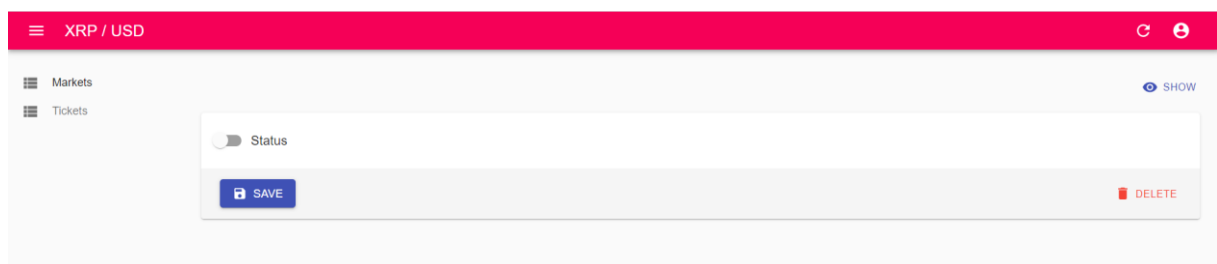 XRP / USD
Markets
SHOW
Tickets
Status
SAVE
DELETE